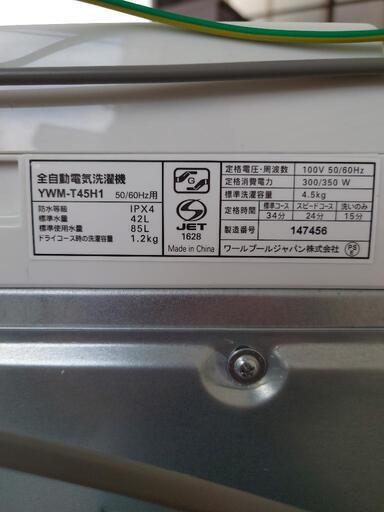 全自動電気洗濯機
YWM-T45H1 50/60Hz用
防水等級 IPX4
標準水量 42L
標準使用水量 85L
ドライコース時の洗濯容量 1.2kg
G
JET
1628
Made in China
定格電圧・周波数 100V 50/60Hz
定格消費電力 300/350 W
標準洗濯容量 4.5kg
定格時間 標準コース スピードコース 洗いのみ
34分 24分 15分
製造番号 147456
ワールプールジャパン株式会社
PS
E